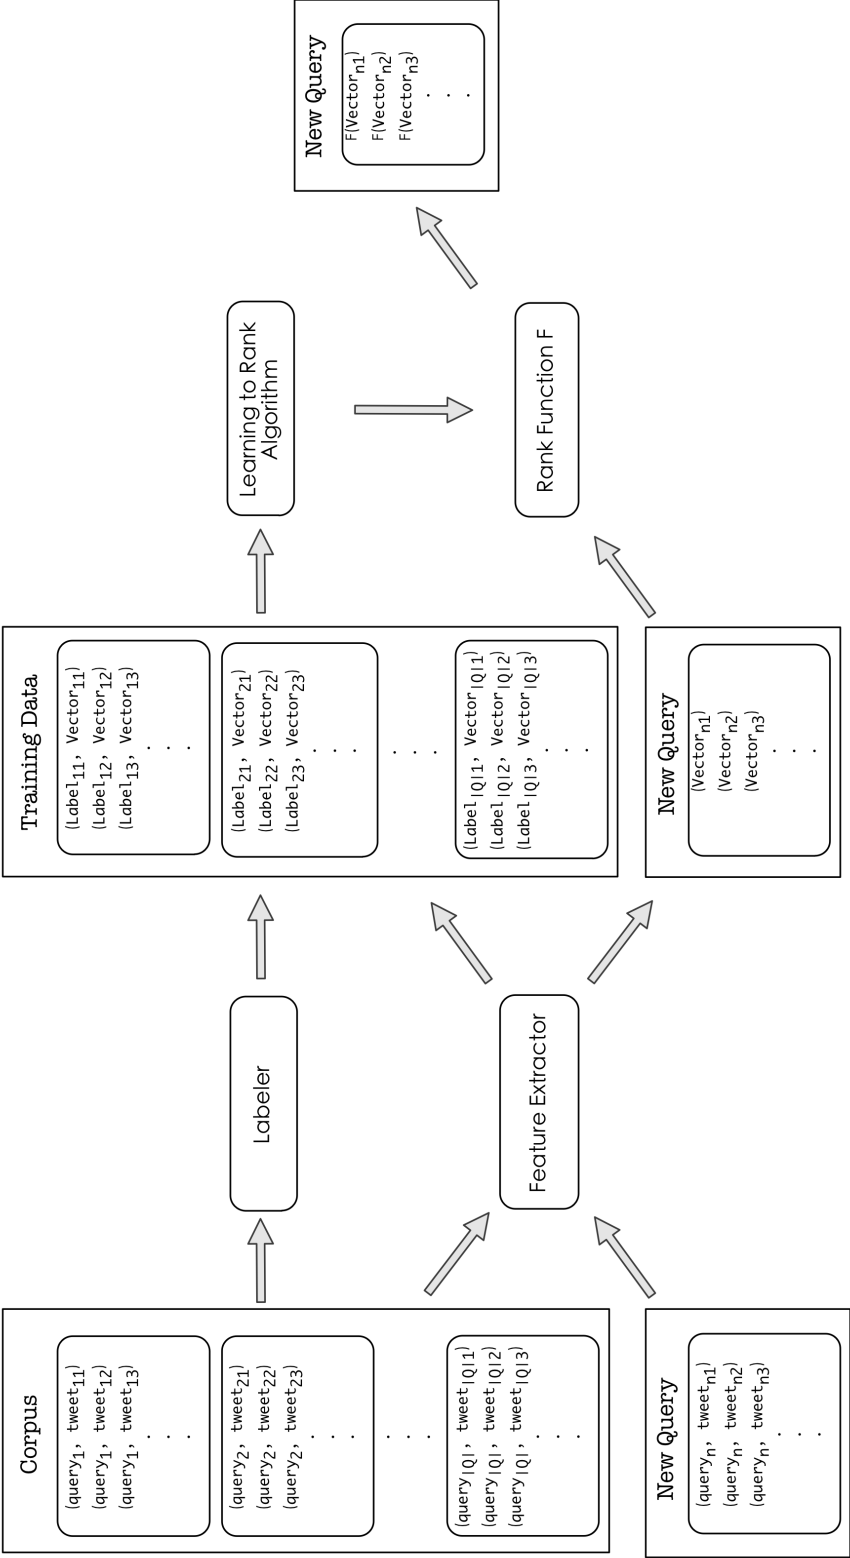 Corpus
(query1, tweet11)
(query1, tweet12)
(query1, tweet13)
.
.
.
(query2, tweet21)
(query2, tweet22)
(query2, tweet23)
.
.
.
. . .
(query|Q|, tweet|Q|1)
(query|Q|, tweet|Q|2)
(query|Q|, tweet|Q|3)
.
.
.
New Query
(queryn, tweetn1)
(queryn, tweetn2)
(queryn, tweetn3)
.
.
.
Labeler
Feature Extractor
Training Data
(Label11, Vector11)
(Label12, Vector12)
(Label13, Vector13)
.
.
.
(Label21, Vector21)
(Label22, Vector22)
(Label23, Vector23)
.
.
.
. . .
(Label|Q|1, Vector|Q|1)
(Label|Q|2, Vector|Q|2)
(Label|Q|3, Vector|Q|3)
.
.
.
New Query
(Vectorn1)
(Vectorn2)
(Vectorn3)
.
.
.
Learning to Rank
Algorithm
Rank Function F
New Query
F(Vectorn1)
F(Vectorn2)
F(Vectorn3)
.
.
.